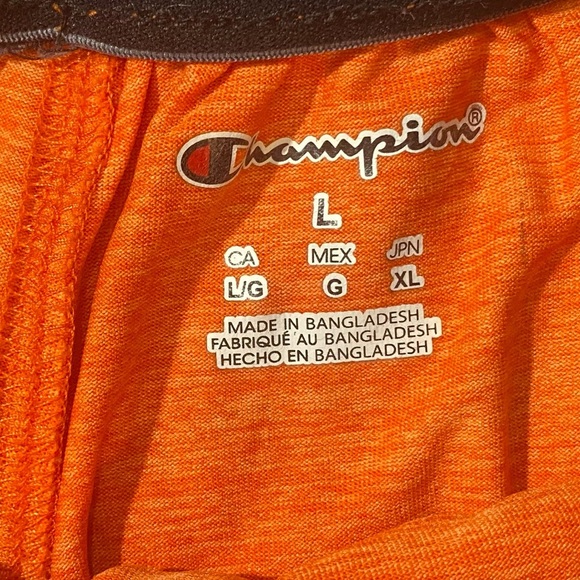 Champion®
L
CA MEX JPN
L/G G XL
MADE IN BANGLADESH
FABRIQUÉ AU BANGLADESH
HECHO EN BANGLADESH